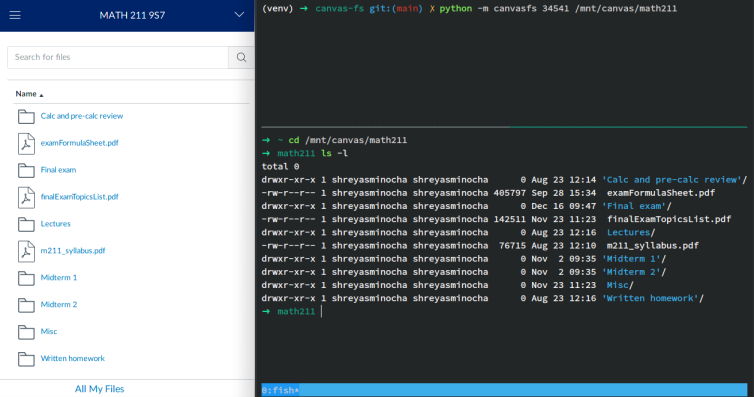 MATH 211 9S7
Search for files
Name
Calc and pre-calc review
examFormulaSheet.pdf
Final exam
finalExamTopicsList.pdf
Lectures
m211_syllabus.pdf
Midterm 1
Midterm 2
Misc
Written homework
All My Files
(venv) → canvas-fs git:(main) ✗ python -m canvasfs 34541 /mnt/canvas/math211
→ ~ cd /mnt/canvas/math211
→ math211 ls -l
total 0
drwxr-xr-x 1 shreyasminocha shreyasminocha 0 Aug 23 12:14 'Calc and pre-calc review'/
-rw-r--r-- 1 shreyasminocha shreyasminocha 405797 Sep 28 15:34 examFormulaSheet.pdf
drwxr-xr-x 1 shreyasminocha shreyasminocha 0 Dec 16 09:47 'Final exam'/
-rw-r--r-- 1 shreyasminocha shreyasminocha 142511 Nov 23 11:23 finalExamTopicsList.pdf
drwxr-xr-x 1 shreyasminocha shreyasminocha 0 Aug 23 12:16 Lectures/
-rw-r--r-- 1 shreyasminocha shreyasminocha 76715 Aug 23 12:10 m211_syllabus.pdf
drwxr-xr-x 1 shreyasminocha shreyasminocha 0 Nov 2 09:35 'Midterm 1'/
drwxr-xr-x 1 shreyasminocha shreyasminocha 0 Nov 2 09:35 'Midterm 2'/
drwxr-xr-x 1 shreyasminocha shreyasminocha 0 Nov 23 11:23 Misc/
drwxr-xr-x 1 shreyasminocha shreyasminocha 0 Aug 23 12:16 'Written homework'/
→ math211
0:fish*